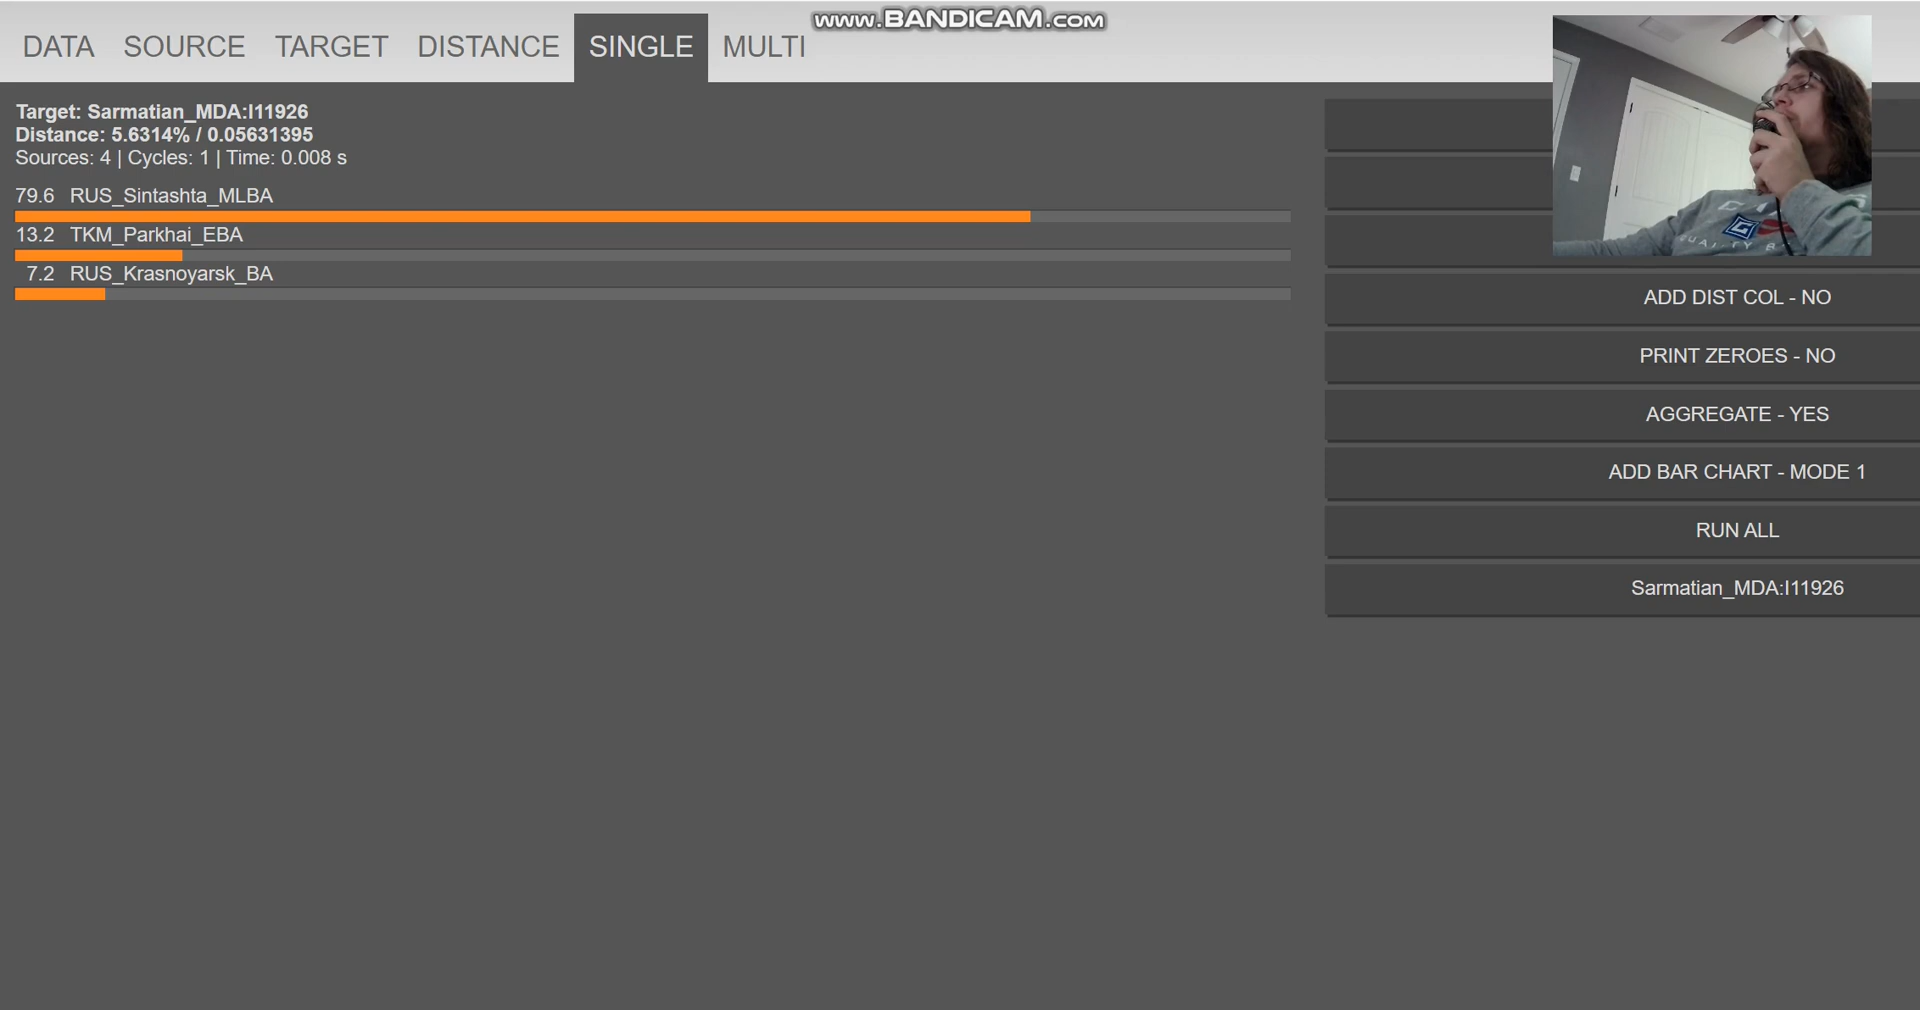 www.BANDICAM.com
DATA SOURCE TARGET DISTANCE SINGLE MULTI
Target: Sarmatian_MDA:I11926
Distance: 5.6314% / 0.05631395
Sources: 4 | Cycles: 1 | Time: 0.008 s
79.6 RUS_Sintashta_MLBA
13.2 TKM_Parkhai_EBA
7.2 RUS_Krasnoyarsk_BA
ADD DIST COL - NO
PRINT ZEROES - NO
AGGREGATE - YES
ADD BAR CHART - MODE 1
RUN ALL
Sarmatian_MDA:I11926